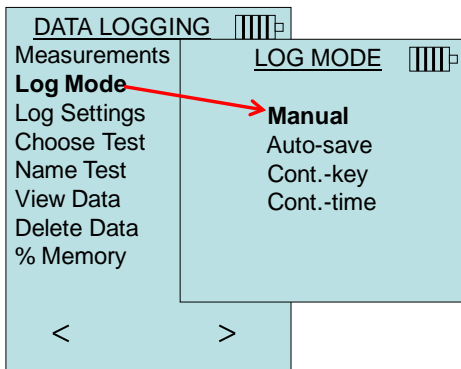 DATA LOGGING
Measurements
Log Mode
Log Settings
Choose Test
Name Test
View Data
Delete Data
% Memory
< >
LOG MODE
Manual
Auto-save
Cont.-key
Cont.-time